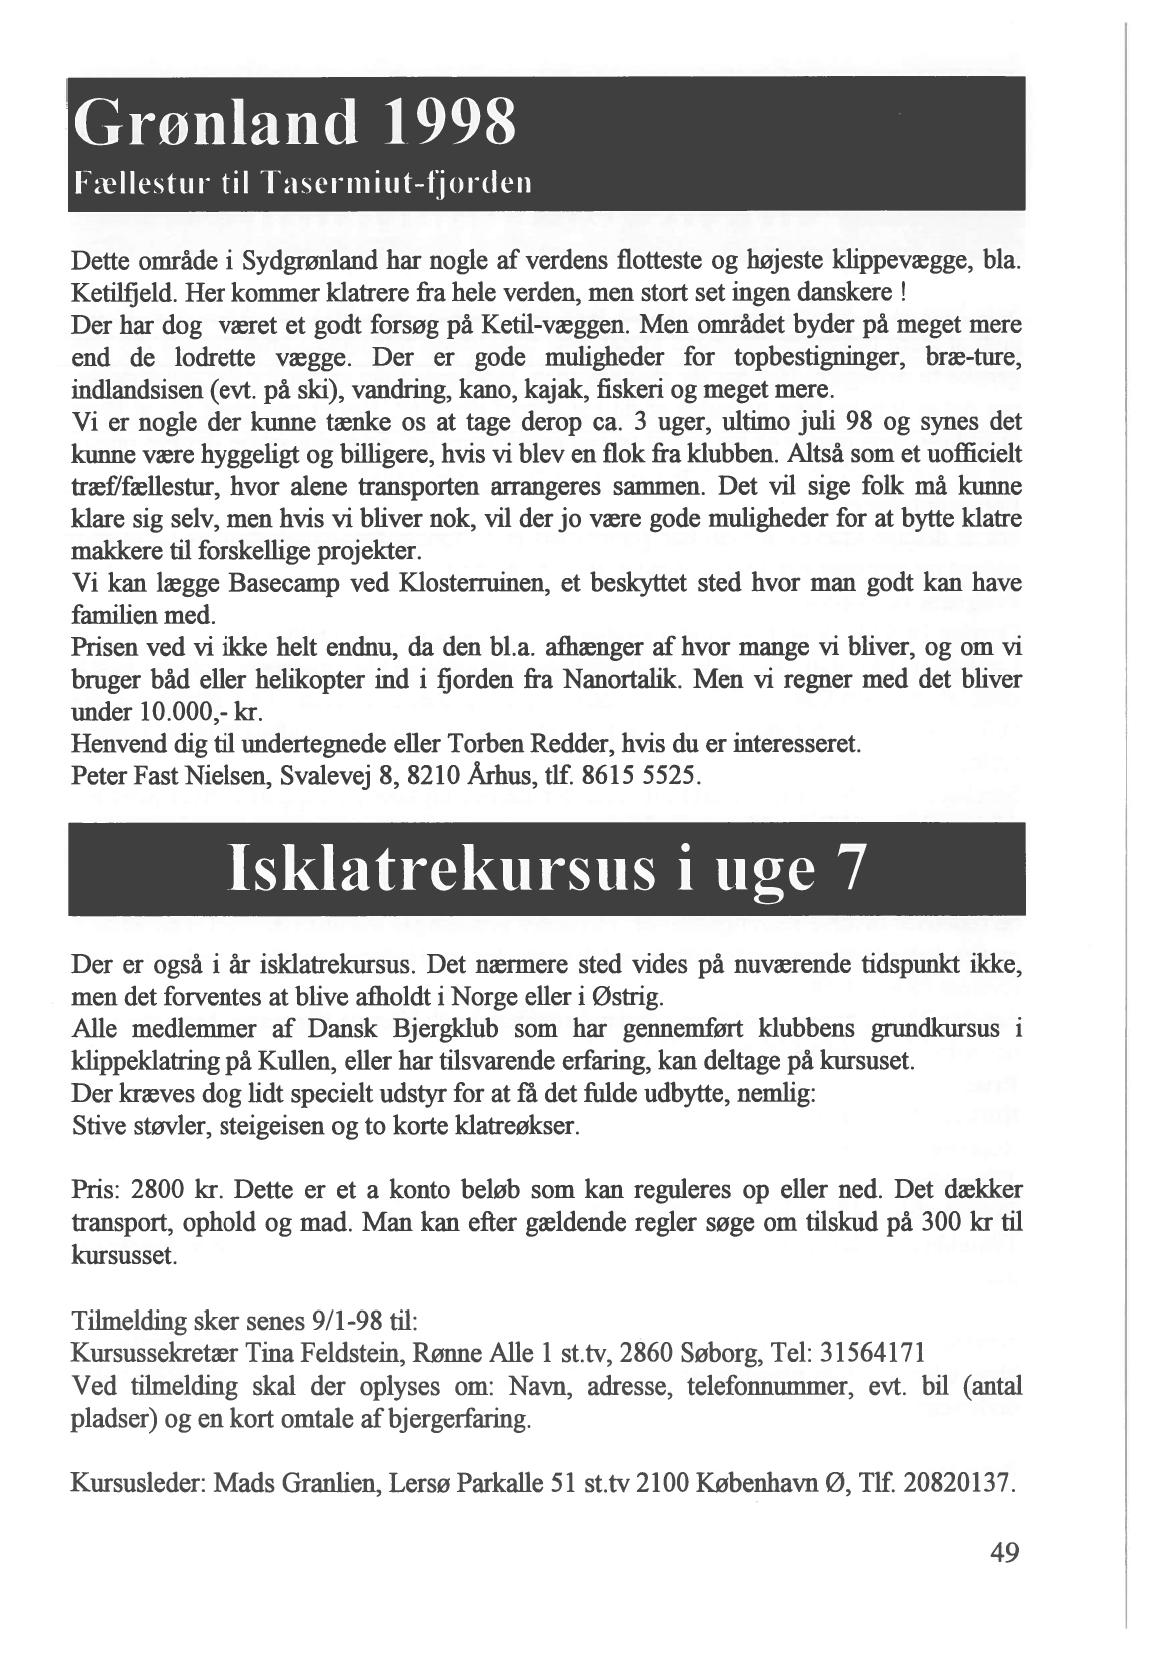 Grønland 1998
Fællestur til Tasermiut-fjorden
Dette område i Sydgrønland har nogle af verdens flotteste og højeste klippevægge, bla.
Ketilfjeld. Her kommer klatrere fra hele verden, men stort set ingen danskere !
Der har dog været et godt forsøg på Ketil-væggen. Men området byder på meget mere
end de lodrette vægge. Der er gode muligheder for topbestigninger, bræ-ture,
indlandsisen (evt. på ski), vandring, kano, kajak, fiskeri og meget mere.
Vi er nogle der kunne tænke os at tage derop ca. 3 uger, ultimo juli 98 og synes det
kunne være hyggeligt og billigere, hvis vi blev en flok fra klubben. Altså som et uofficielt
træf/fællestur, hvor alene transporten arrangeres sammen. Det vil sige folk må kunne
klare sig selv, men hvis vi bliver nok, vil der jo være gode muligheder for at bytte klatre
makkere til forskellige projekter.
Vi kan lægge Basecamp ved Klosterruinen, et beskyttet sted hvor man godt kan have
familien med.
Prisen ved vi ikke helt endnu, da den bl.a. afhænger af hvor mange vi bliver, og om vi
bruger båd eller helikopter ind i fjorden fra Nanortalik. Men vi regner med det bliver
under 10.000,- kr.
Henvend dig til undertegnede eller Torben Redder, hvis du er interesseret.
Peter Fast Nielsen, Svalevej 8, 8210 Århus, tlf. 8615 5525.
Isklatrekursus i uge 7
Der er også i år isklatrekursus. Det nærmere sted vides på nuværende tidspunkt ikke,
men det forventes at blive afholdt i Norge eller i Østrig.
Alle medlemmer af Dansk Bjergklub som har gennemført klubbens grundkursus i
klippeklatring på Kullen, eller har tilsvarende erfaring, kan deltage på kursuset.
Der kræves dog lidt specielt udstyr for at få det fulde udbytte, nemlig:
Stive støvler, steigeisen og to korte klatreøkser.
Pris: 2800 kr. Dette er et a konto beløb som kan reguleres op eller ned. Det dækker
transport, ophold og mad. Man kan efter gældende regler søge om tilskud på 300 kr til
kursusset.
Tilmelding sker senes 9/1-98 til:
Kursussekretær Tina Feldstein, Rønne Alle 1 st.tv, 2860 Søborg, Tel: 31564171
Ved tilmelding skal der oplyses om: Navn, adresse, telefonnummer, evt. bil (antal
pladser) og en kort omtale af bjergerfaring.
Kursusleder: Mads Granlien, Lersø Parkalle 51 st.tv 2100 København Ø, Tlf. 20820137.
49